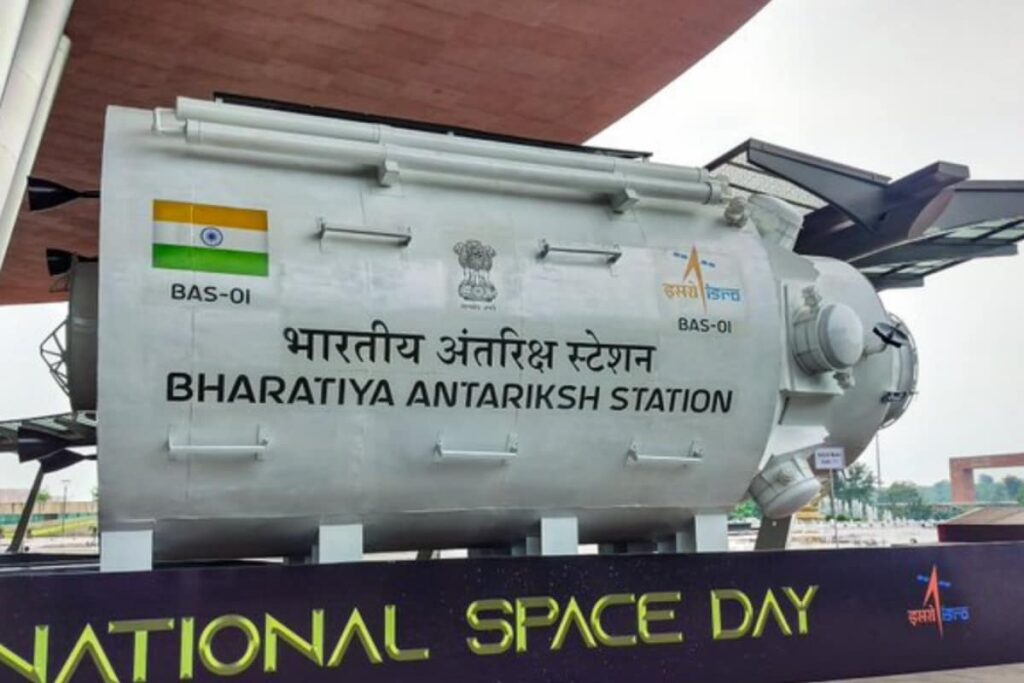 BAS-01
इसरो isro
BAS-01
भारतीय अंतरिक्ष स्टेशन
BHARATIYA ANTARIKSH STATION
NATIONAL SPACE DAY
इसरो isro